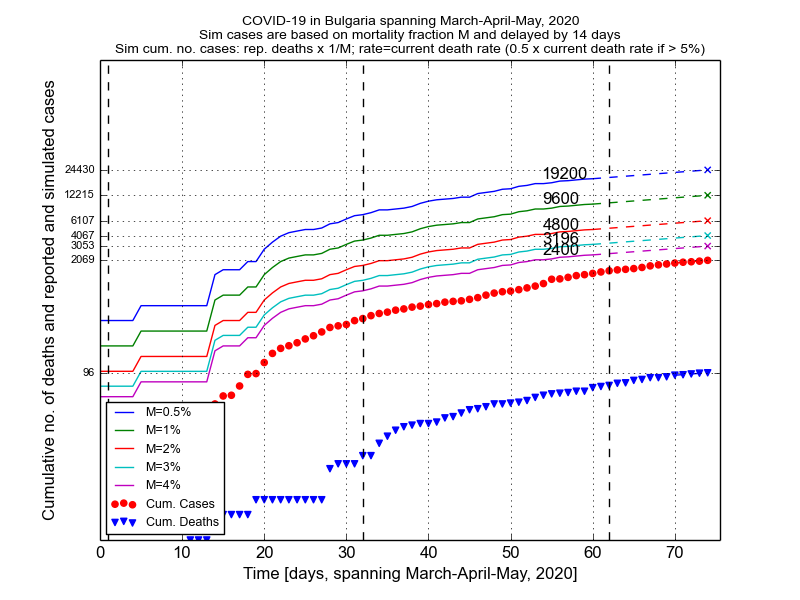 COVID-19 in Bulgaria spanning March-April-May, 2020
Sim cases are based on mortality fraction M and delayed by 14 days
Sim cum. no. cases: rep. deaths x 1/M; rate=current death rate (0.5 x current death rate if > 5%)
Cumulative no. of deaths and reported and simulated cases
24430
12215
6107
4067
3053
2069
96
19200
9600
4800
3196
2400
M=0.5%
M=1%
M=2%
M=3%
M=4%
Cum. Cases
Cum. Deaths
0 10 20 30 40 50 60 70
Time [days, spanning March-April-May, 2020]